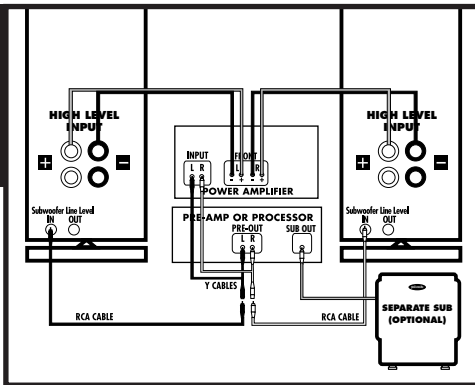 HIGH LEVEL
INPUT
+
−
Subwoofer Line Level
IN OUT
INPUT
L R
FRONT
L R
- + - +
POWER AMPLIFIER
PRE-AMP OR PROCESSOR
PRE-OUT
L R
SUB OUT
Y CABLES
RCA CABLE
RCA CABLE
HIGH LEVEL
INPUT
+
−
Subwoofer Line Level
IN OUT
SEPARATE SUB
(OPTIONAL)